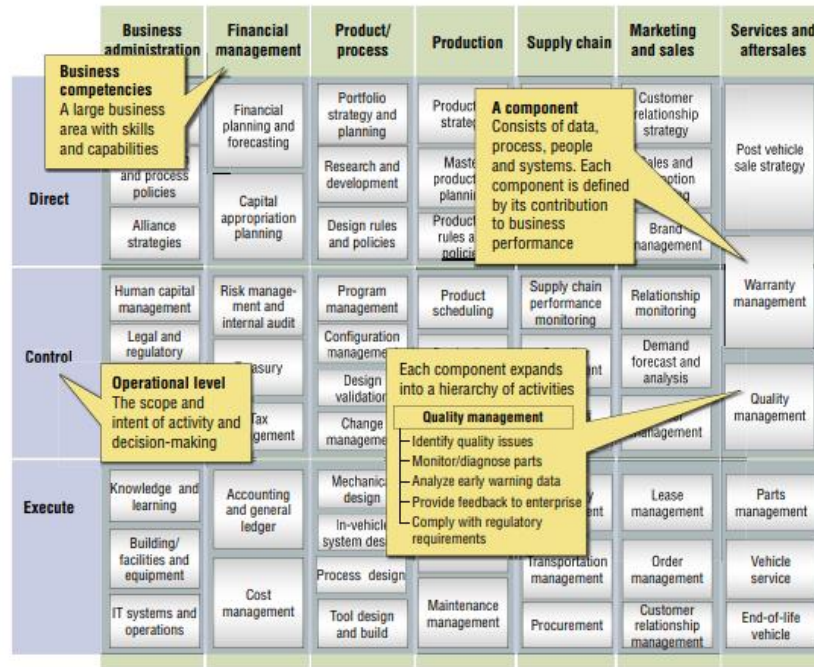 Business
administration
Financial
management
Product/
process
Production
Supply chain
Marketing
and sales
Services and
aftersales
Direct
Business
competencies
A large business
area with skills
and capabilities
and process
policies
Alliance
strategies
Financial
planning and
forecasting
Capital
appropriation
planning
Portfolio
strategy and
planning
Research and
development
Design rules
and policies
A component
Consists of data,
process, people
and systems. Each
component is defined
by its contribution
to business
performance
Customer
relationship
strategy
Brand
management
Post vehicle
sale strategy
Control
Human capital
management
Legal and
regulatory
Operational level
The scope and
intent of activity and
decision-making
Risk manage-
ment and
internal audit
Program
management
Configuration
Design
Change
Product
scheduling
Supply chain
performance
monitoring
Relationship
monitoring
Demand
forecast and
analysis
Warranty
management
Quality
management
Each component expands
into a hierarchy of activities
Quality management
Identify quality issues
Monitor/diagnose parts
Analyze early warning data
Provide feedback to enterprise
Comply with regulatory
requirements
Execute
Knowledge and
learning
Building/
facilities and
equipment
IT systems and
operations
Accounting
and general
ledger
Cost
management
design
In-vehicle
Process design
Tool design
and build
Maintenance
management
Transportation
management
Procurement
Lease
management
Order
management
Customer
relationship
management
Parts
management
Vehicle
service
End-of-life
vehicle